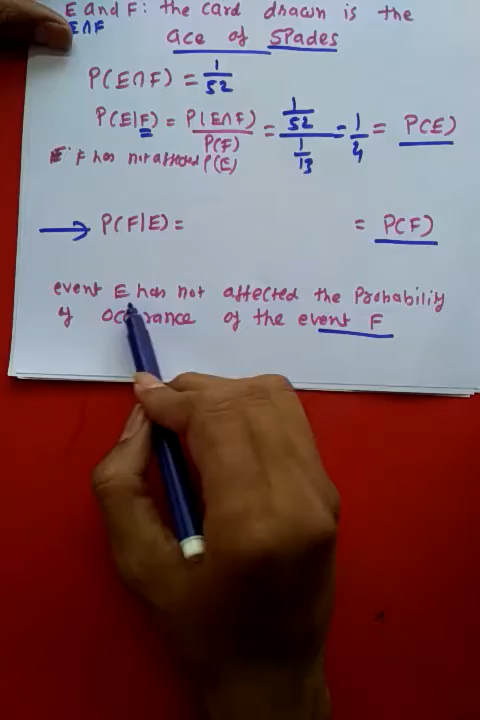 E and F: the card drawn is the
E∩F
ace of Spades
P(E∩F) = 1/52
P(E|F) = P(E∩F)/P(F) = (1/52)/(1/13) = 1/4 = P(E)
F has not affected P(E)
→ P(F|E) = = P(F)
event E has not affected the Probability
of of the event F